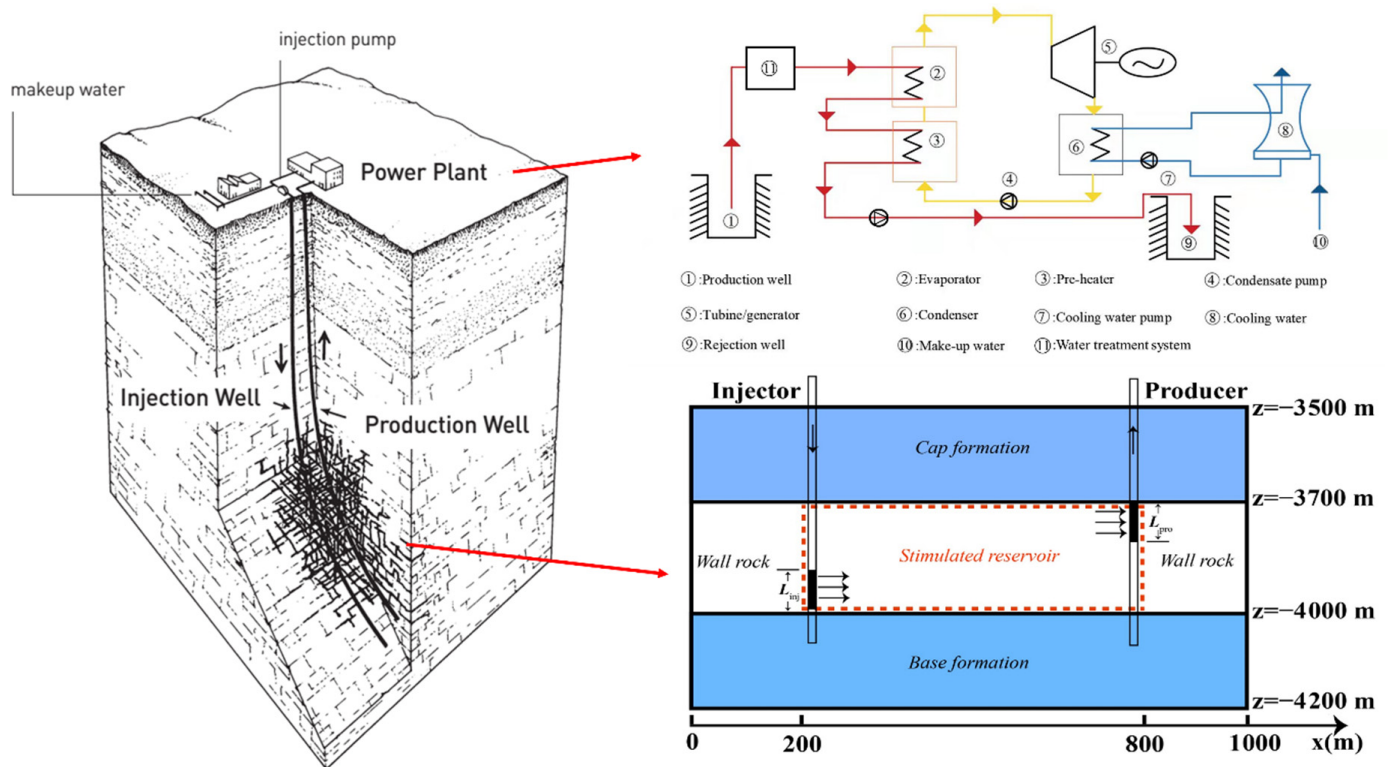 injection pump
makeup water
Power Plant
Injection Well
Production Well
⑪
②
⑤
③
⑥
⑧
④
⑦
①
⑨
⑩
①:Production well
②:Evaporator
③:Pre-heater
④:Condensate pump
⑤:Tubine/generator
⑥:Condenser
⑦:Cooling water pump
⑧:Cooling water
⑨:Rejection well
⑩:Make-up water
⑪:Water treatment system
Injector
Producer
z=−3500 m
Cap formation
z=−3700 m
Lpro
Wall rock
Stimulated reservoir
Wall rock
Linj
z=−4000 m
Base formation
z=−4200 m
0
200
800
1000
x(m)